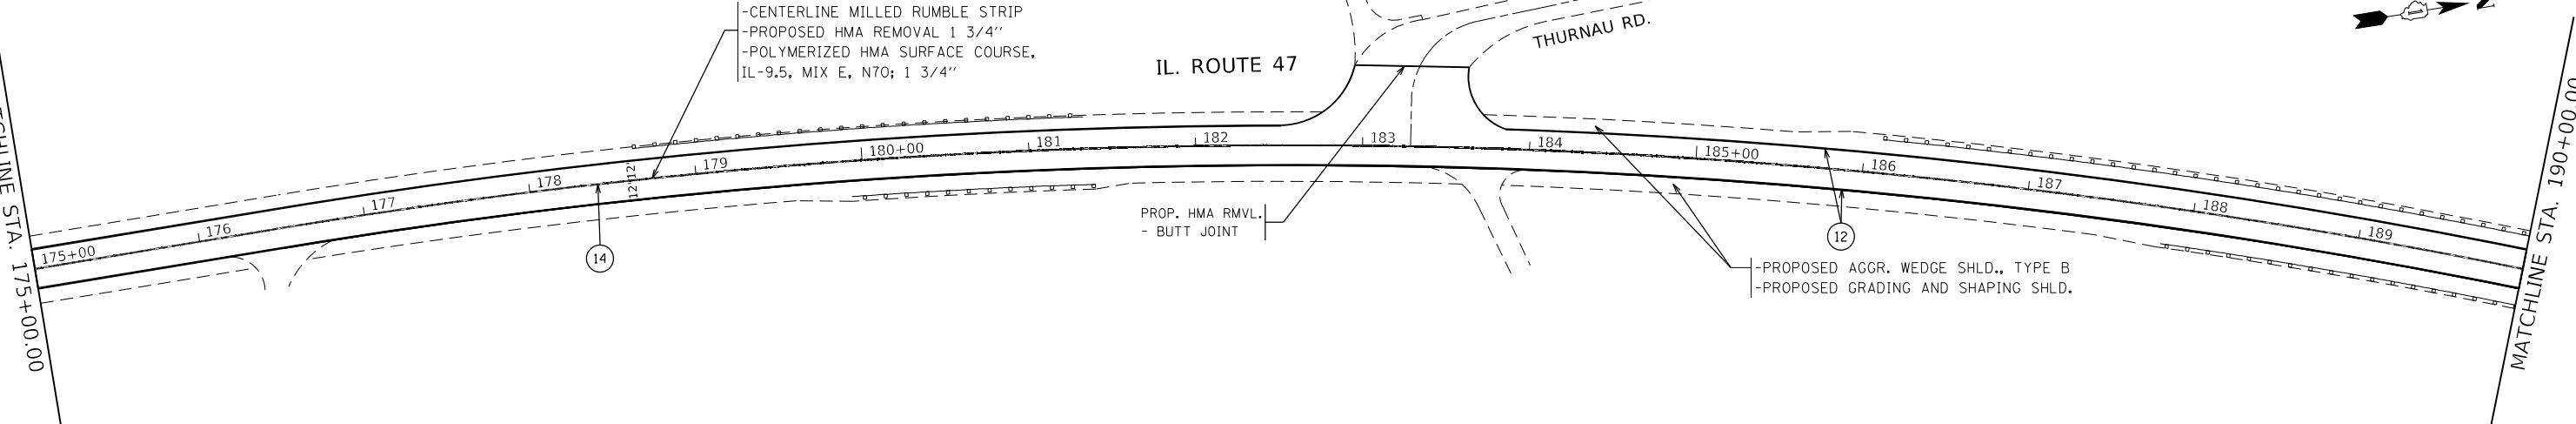 -CENTERLINE MILLED RUMBLE STRIP
-PROPOSED HMA REMOVAL 1 3/4"
-POLYMERIZED HMA SURFACE COURSE,
IL-9.5, MIX E, N70; 1 3/4"
IL. ROUTE 47
THURNAU RD.
STA. 175+00.00
175+00
176
177
178
179
180+00
181
182
183
184
185+00
186
187
188
189
12'
12'
14
12
PROP. HMA RMVL.
- BUTT JOINT
-PROPOSED AGGR. WEDGE SHLD., TYPE B
-PROPOSED GRADING AND SHAPING SHLD.
MATCHLINE STA. 190+00.00